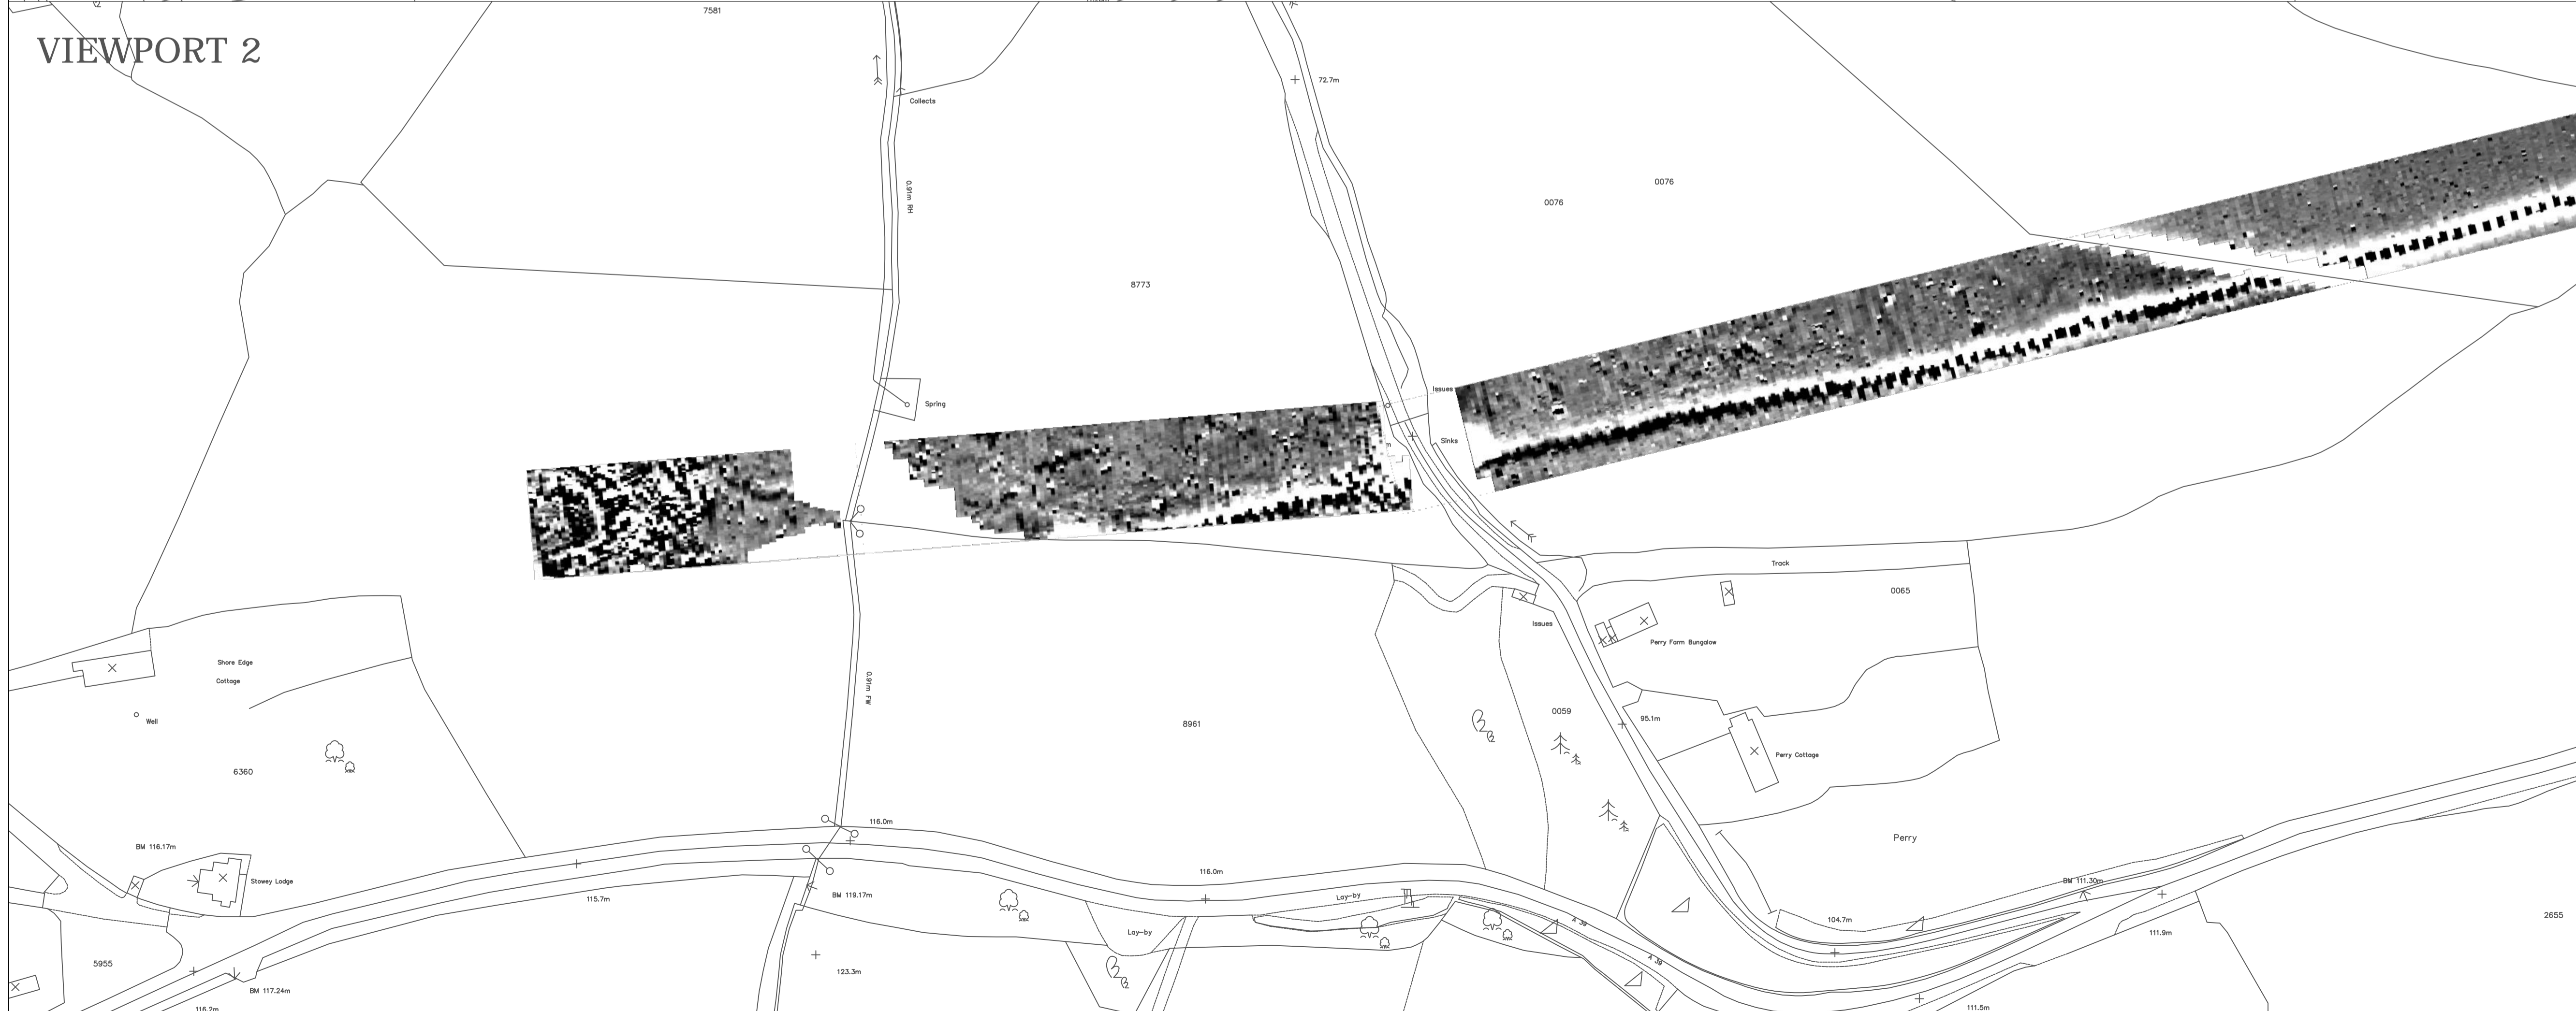 7581
VIEWPORT 2
72.7m
Collects
0.91m RH
0076
0076
8773
Issues
Spring
Sinks
Track
0065
Issues
Perry Farm Bungalow
Shore Edge
Cottage
0.91m FW
Well
0059
95.1m
8961
Perry Cottage
6360
116.0m
Perry
BM 116.17m
116.0m
Stowey Lodge
BM 111.30m
BM 119.17m
115.7m
Lay-by
104.7m
2655
A 39
Lay-by
111.9m
A 39
5955
123.3m
BM 117.24m
116.2m
111.5m